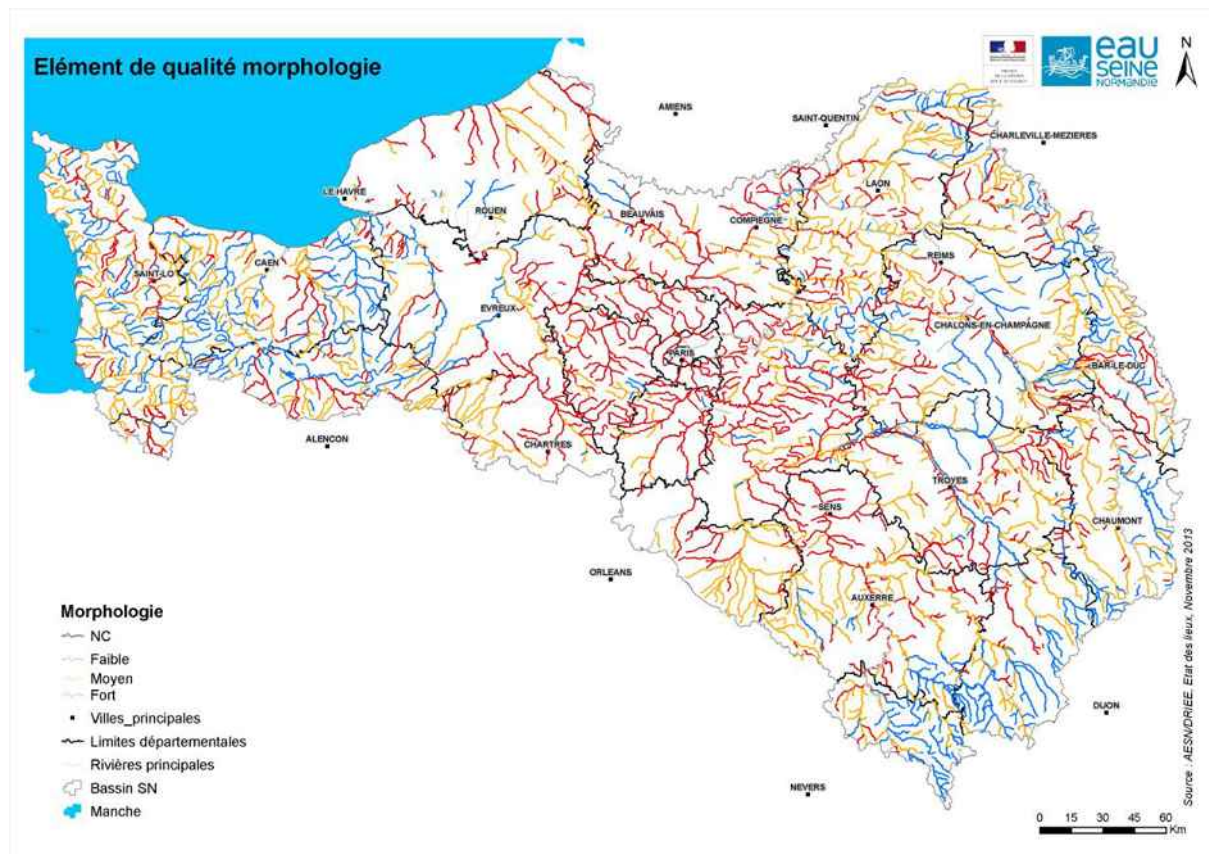 Elément de qualité morphologie
eau
SEINE
NORMANDIE
N
AMIENS
SAINT-QUENTIN
CHARLEVILLE-MEZIERES
LE HAVRE
ROUEN
BEAUVAIS
COMPIEGNE
LAON
SAINT-LO
CAEN
REIMS
EVREUX
CHALONS-EN-CHAMPAGNE
PARIS
BAR-LE-DUC
ALENCON
CHARTRES
TROYES
SENS
CHAUMONT
ORLEANS
AUXERRE
DIJON
NEVERS
Morphologie
NC
Faible
Moyen
Fort
Villes_principales
Limites départementales
Rivières principales
Bassin SN
Manche
Source : AESN/DRIEE, Etat des lieux, Novembre 2013
0 15 30 45 60
Km